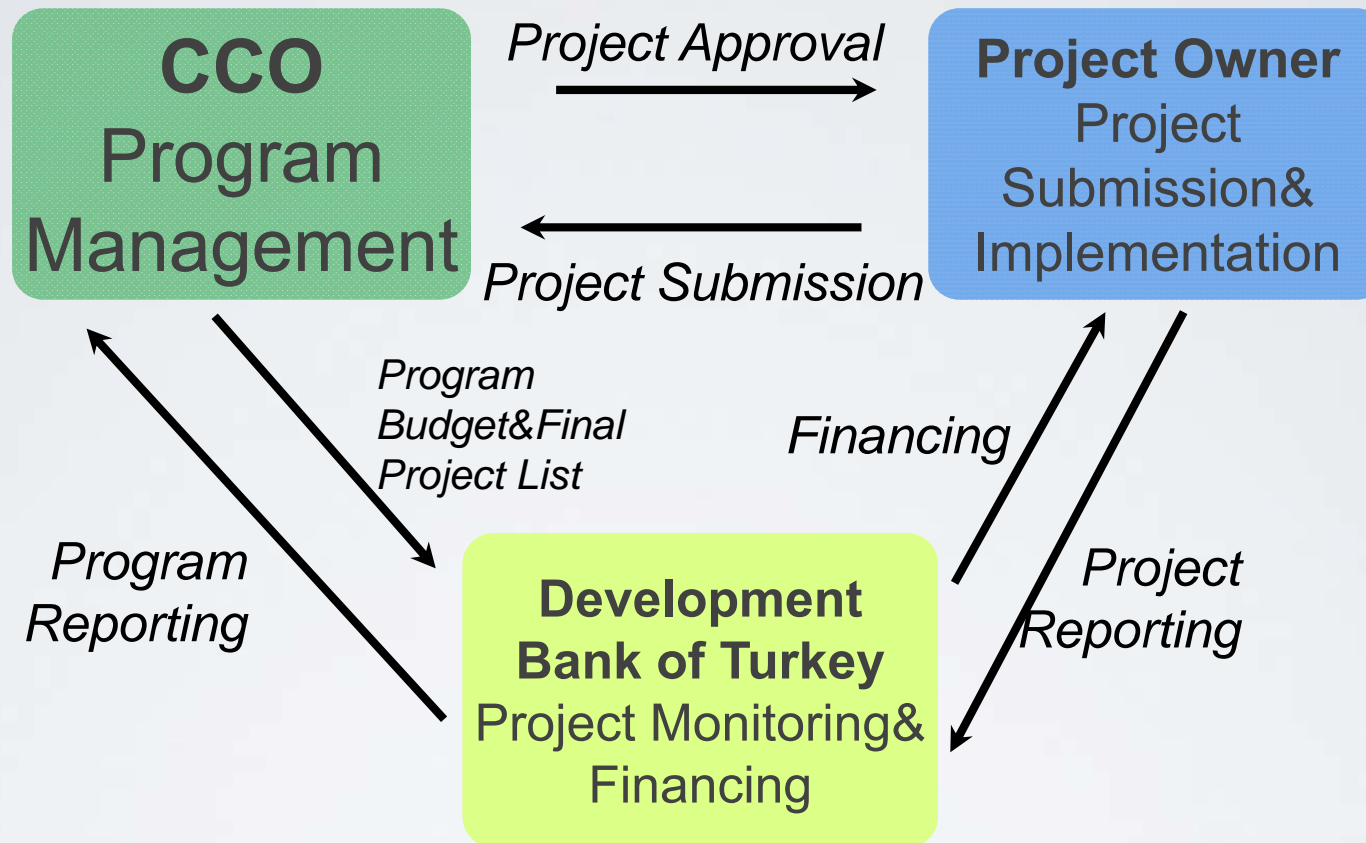 CCO
Program
Management
Project Approval
Project Submission
Project Owner
Project
Submission&
Implementation
Program
Budget&Final
Project List
Financing
Program
Reporting
Project
Reporting
Development
Bank of Turkey
Project Monitoring&
Financing